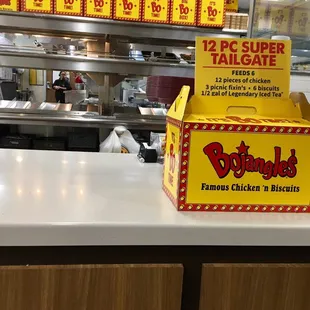 12 PC SUPER
TAILGATE
FEEDS 6
12 pieces of chicken
3 picnic fixin's • 6 biscuits
1/2 gal of Legendary Iced Tea
Bojangles'
Famous Chicken 'n Biscuits